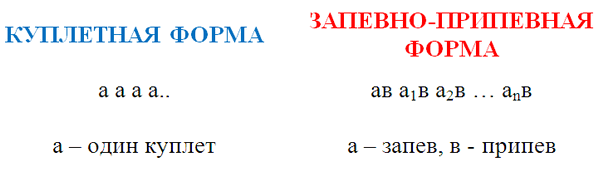 КУПЛЕТНАЯ ФОРМА
а а а а..
а – один куплет
ЗАПЕВНО-ПРИПЕВНАЯ
ФОРМА
ав а₁в а₂в … аₙв
а – запев, в - припев